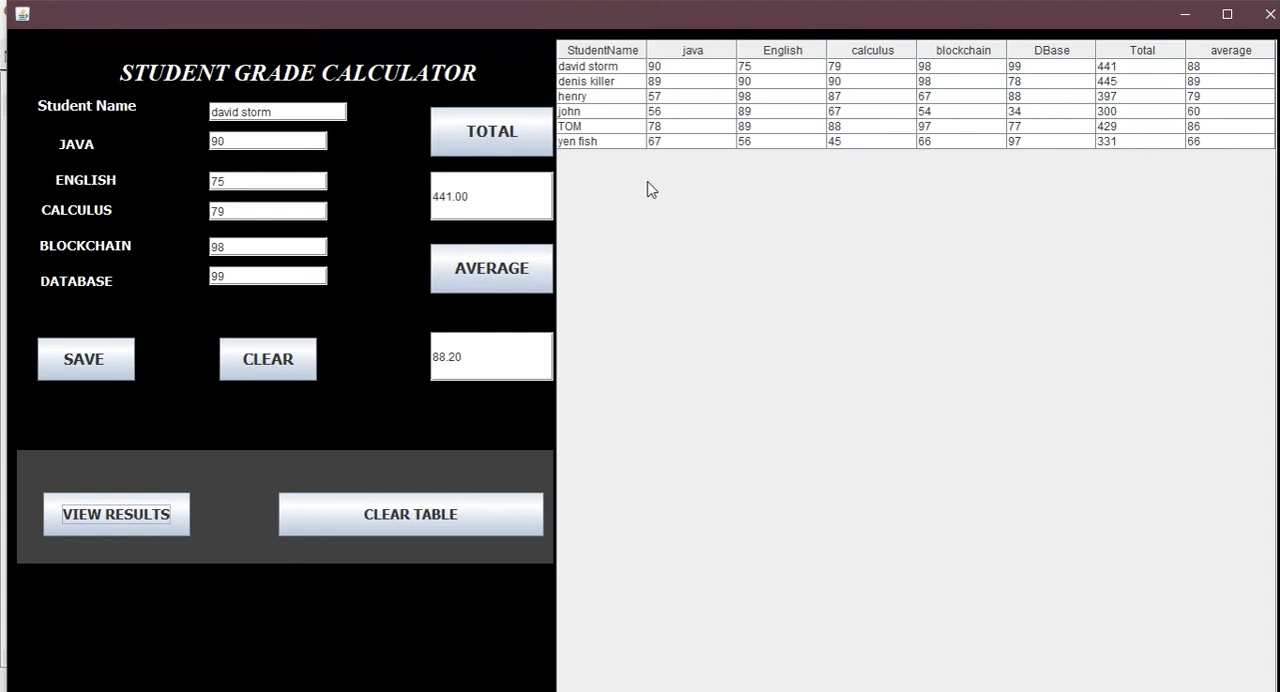 STUDENT GRADE CALCULATOR
Student Name david storm
JAVA 90
ENGLISH 75
CALCULUS 79
BLOCKCHAIN 98
DATABASE 99
TOTAL
441.00
AVERAGE
88.20
SAVE CLEAR
VIEW RESULTS CLEAR TABLE
StudentName java English calculus blockchain DBase Total average
david storm 90 75 79 98 99 441 88
denis killer 89 90 90 98 78 445 89
henry 57 98 87 67 88 397 79
john 56 89 67 54 34 300 60
TOM 78 89 88 97 77 429 86
yen fish 67 56 45 66 97 331 66